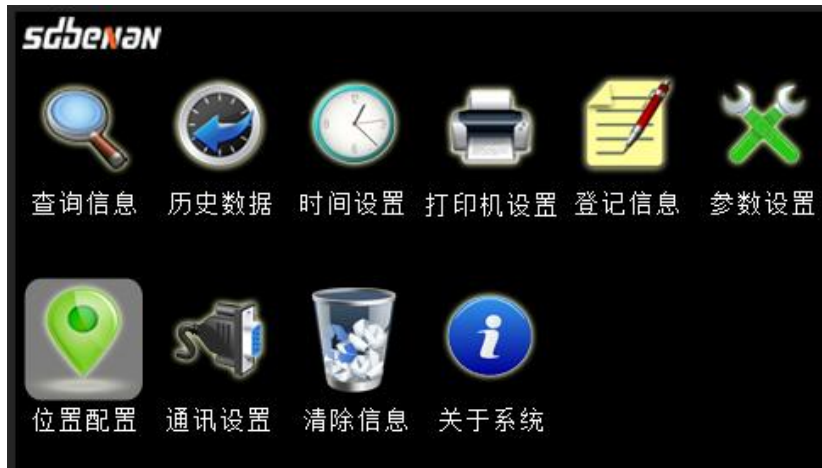 sdbenan
查询信息 历史数据 时间设置 打印机设置 登记信息 参数设置
位置配置 通讯设置 清除信息 关于系统